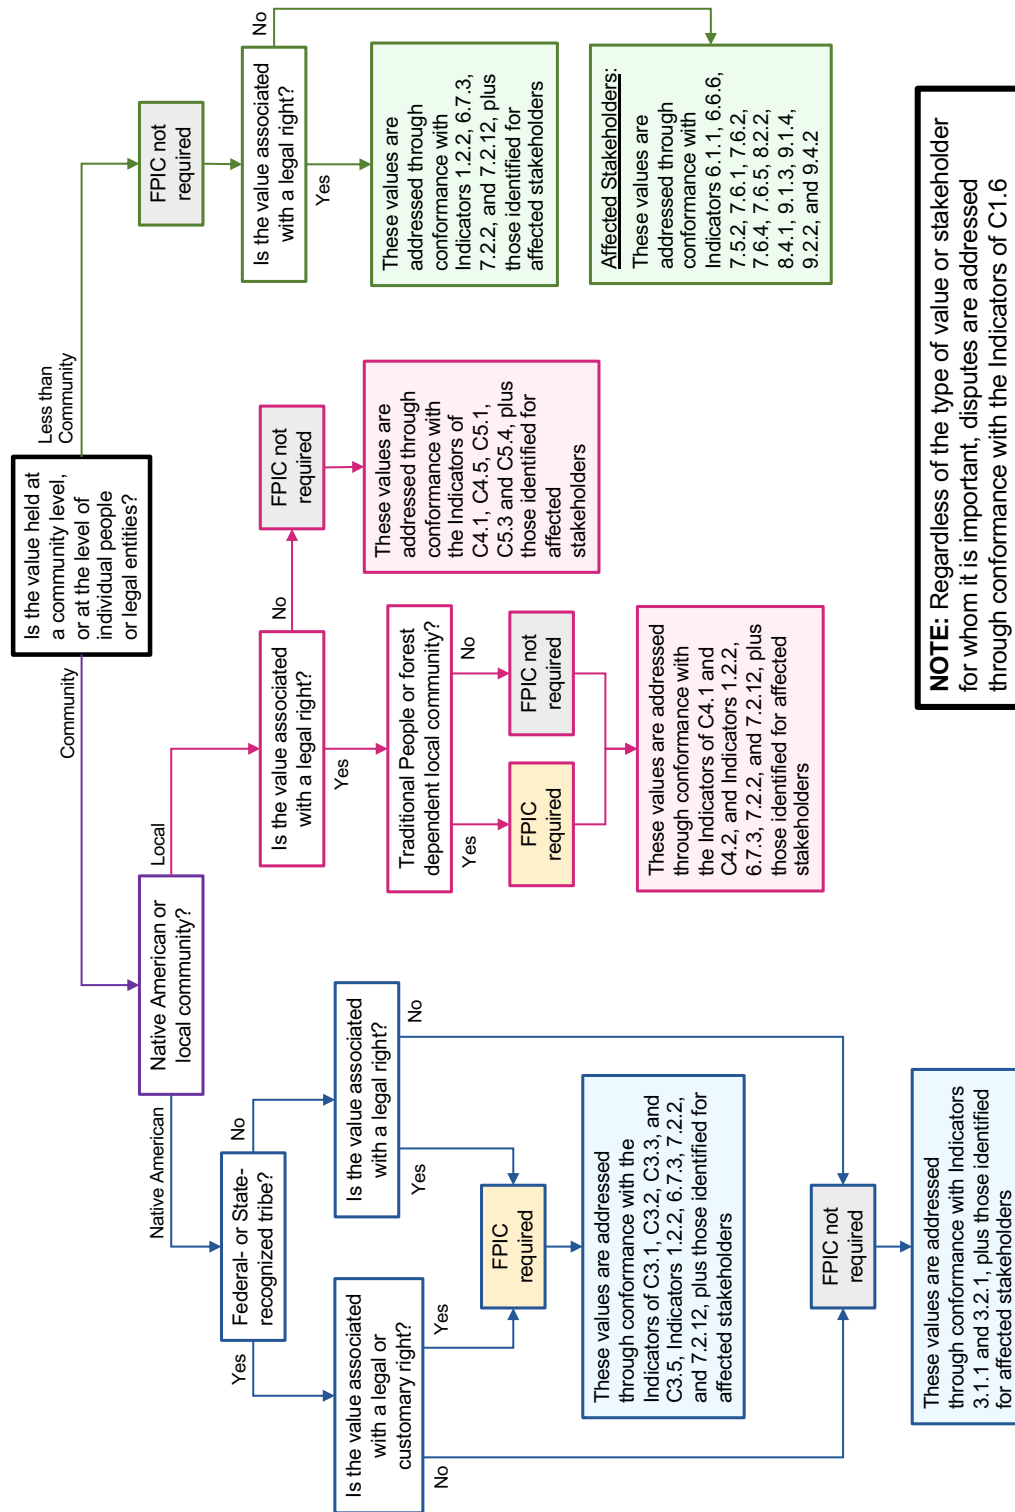 Is the value held at
a community level,
or at the level of
individual people
or legal entities?
Community
Less than
Community
Native American or
local community?
Native American
Local
Federal- or State-
recognized tribe?
Yes
No
Is the value associated
with a legal or
customary right?
No
Yes
Is the value associated
with a legal right?
Yes
No
FPIC
required
These values are addressed
through conformance with the
Indicators of C3.1, C3.2, C3.3, and
C3.5, Indicators 1.2.2, 6.7.3, 7.2.2,
and 7.2.12, plus those identified for
affected stakeholders
FPIC not
required
These values are addressed
through conformance with Indicators
3.1.1 and 3.2.1, plus those identified
for affected stakeholders
Is the value associated
with a legal right?
Yes
No
Traditional People or forest
dependent local community?
Yes
No
FPIC
required
FPIC not
required
These values are addressed
through conformance with
the Indicators of C4.1 and
C4.2, and Indicators 1.2.2,
6.7.3, 7.2.2, and 7.2.12, plus
those identified for affected
stakeholders
FPIC not
required
These values are
addressed through
conformance with
the Indicators of
C4.1, C4.5, C5.1,
C5.3 and C5.4, plus
those identified for
affected
stakeholders
FPIC not
required
Is the value associated
with a legal right?
Yes
No
These values are
addressed through
conformance with
Indicators 1.2.2, 6.7.3,
7.2.2, and 7.2.12, plus
those identified for
affected stakeholders
Affected Stakeholders:
These values are
addressed through
conformance with
Indicators 6.1.1, 6.6.6,
7.5.2, 7.6.1, 7.6.2,
7.6.4, 7.6.5, 8.2.2,
8.4.1, 9.1.3, 9.1.4,
9.2.2, and 9.4.2
NOTE: Regardless of the type of value or stakeholder
for whom it is important, disputes are addressed
through conformance with the Indicators of C1.6